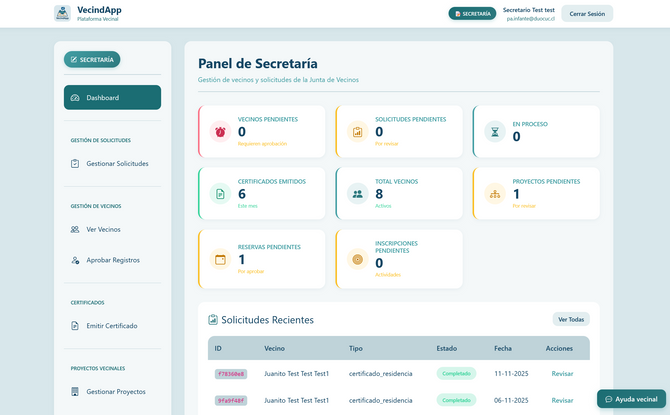 VecindApp
Plataforma Vecinal
SECRETARÍA
Secretario Test test
pa.infante@duocuc.cl
Cerrar Sesión
SECRETARÍA
Dashboard
GESTIÓN DE SOLICITUDES
Gestionar Solicitudes
GESTIÓN DE VECINOS
Ver Vecinos
Aprobar Registros
CERTIFICADOS
Emitir Certificado
PROYECTOS VECINALES
Gestionar Proyectos
Panel de Secretaría
Gestión de vecinos y solicitudes de la Junta de Vecinos
VECINOS PENDIENTES
0
Requieren aprobación
SOLICITUDES PENDIENTES
0
Por revisar
EN PROCESO
0
CERTIFICADOS EMITIDOS
6
Este mes
TOTAL VECINOS
8
Activos
PROYECTOS PENDIENTES
1
Por revisar
RESERVAS PENDIENTES
1
Por aprobar
INSCRIPCIONES
PENDIENTES
0
Actividades
Solicitudes Recientes
Ver Todas
ID Vecino Tipo Estado Fecha Acciones
f78360e8 Juanito Test Test Test1 certificado_residencia Completado 11-11-2025 Revisar
9fa9f48f Juanito Test Test Test1 certificado_residencia Completado 06-11-2025 Revisar
Ayuda vecinal